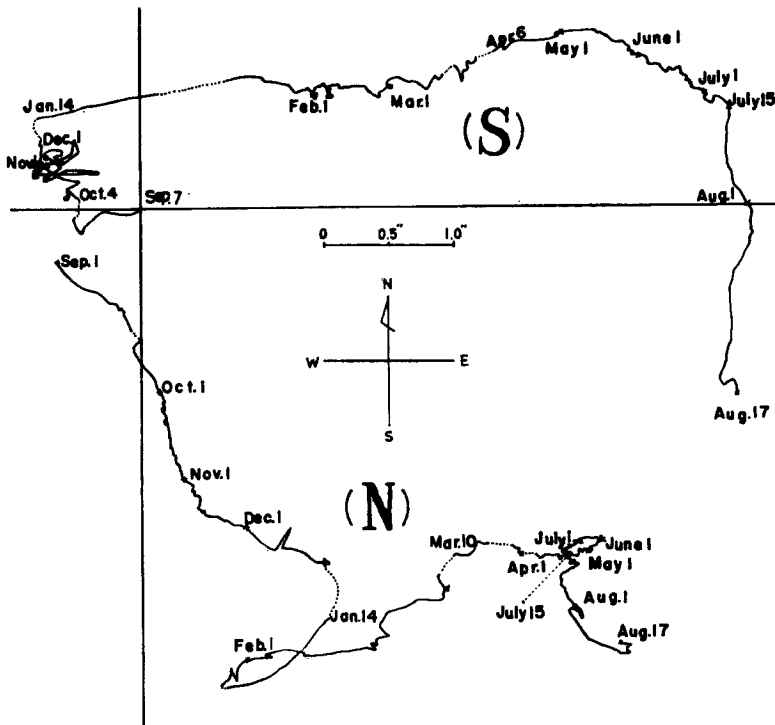 Apr.6
May 1
June 1
July 1
July 15
Jan.14
Feb.1
Mar.1
(S)
Dec.1
Nov.
Oct.4
Sep.7
Aug.1
0 0.5" 1.0"
Sep.1
N
W E
S
Oct.1
Aug.17
Nov.1
(N)
Dec.1
Mar.10
July 1
June 1
Apr.1
May 1
Jan.14
July 15
Aug.1
Feb.1
Aug.17